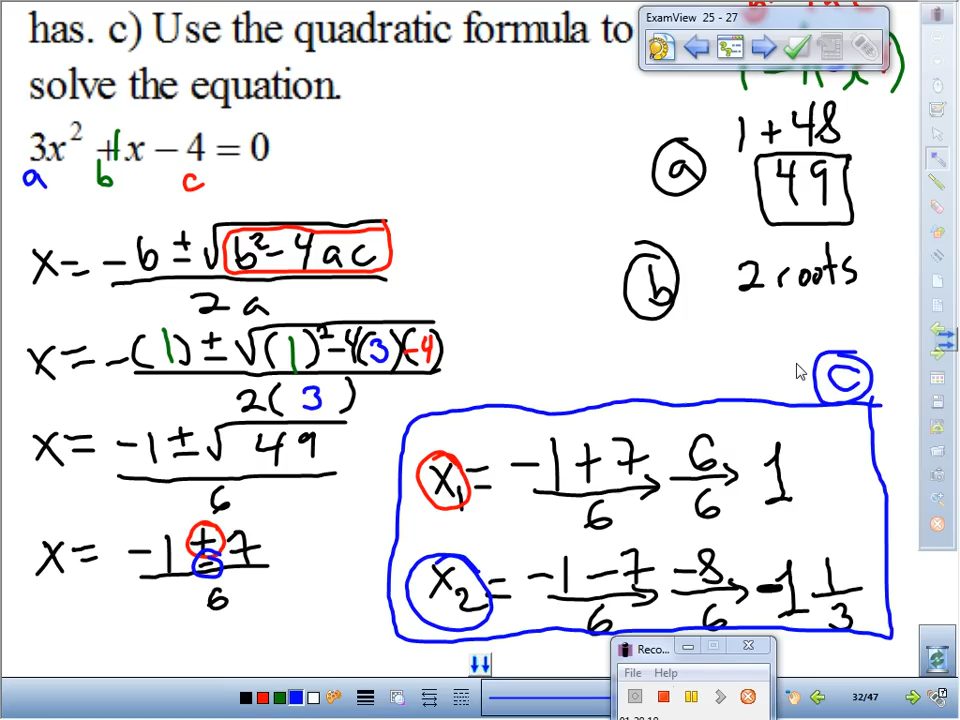 has. c) Use the quadratic formula to
solve the equation.
3x² + 1x − 4 = 0
a b c
x = −b ± √(b² − 4ac)
2a
x = −(1) ± √((1)² − 4(3)(−4))
2(3)
x = −1 ± √49
6
x = −1 ± 7
6
ExamView 25 - 27
a
1 + 48
49
b
2 roots
c
x₁ = −1 + 7 → 6 → 1
6 6
x₂ = −1 − 7 → −8 → −1 1/3
6 6
Reco...
File Help
32/47